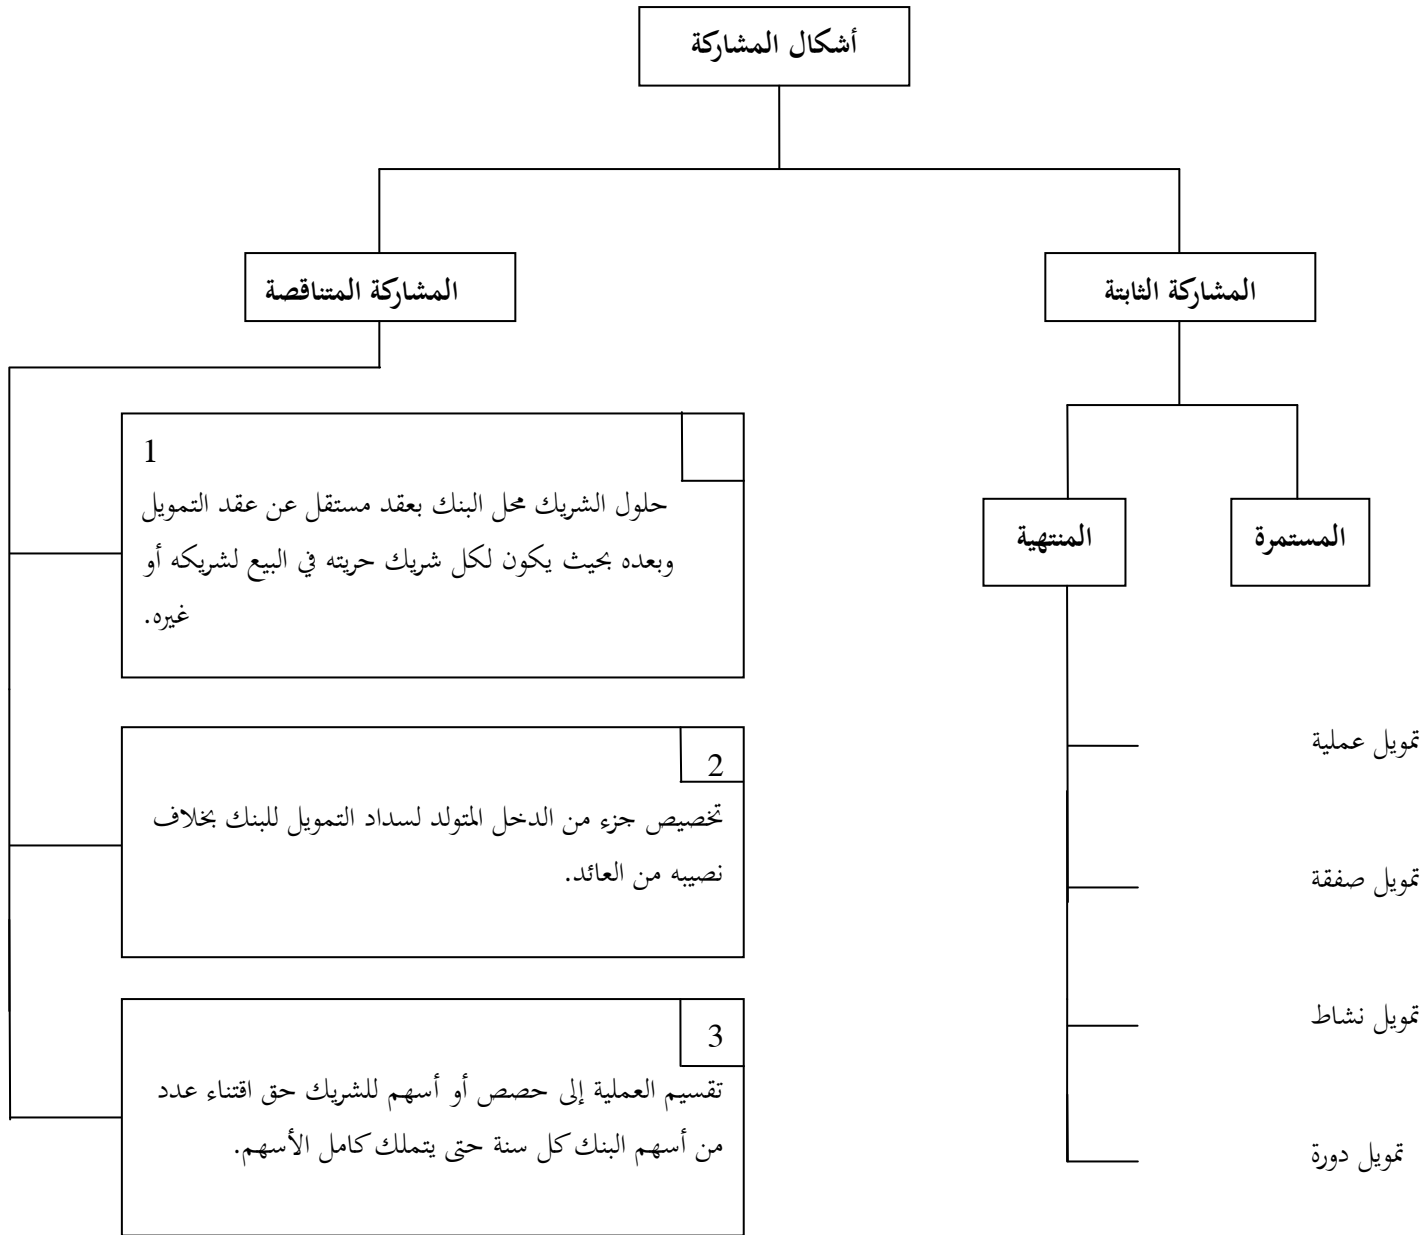 أشكال المشاركة
المشاركة الثابتة
المشاركة المتناقصة
المستمرة
المنتهية
تمويل عملية
تمويل صفقة
تمويل نشاط
تمويل دورة
1
حلول الشريك محل البنك بعقد مستقل عن عقد التمويل
وبعده بحيث يكون لكل شريك حريته في البيع لشريكه أو
غيره.
2
تخصيص جزء من الدخل المتولد لسداد التمويل للبنك بخلاف
نصيبه من العائد.
3
تقسيم العملية إلى حصص أو أسهم للشريك حق اقتناء عدد
من أسهم البنك كل سنة حتى يتملك كامل الأسهم.